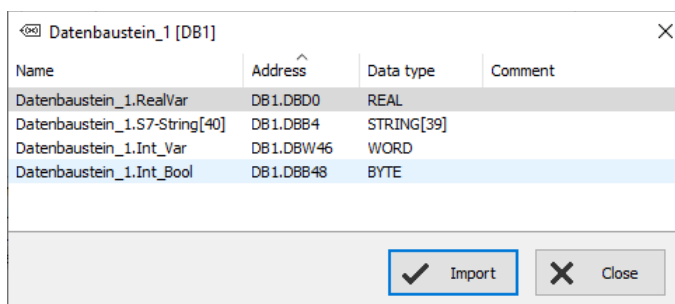 Datenbaustein_1 [DB1]
Name Address Data type Comment
Datenbaustein_1.RealVar DB1.DBD0 REAL
Datenbaustein_1.S7-String[40] DB1.DBB4 STRING[39]
Datenbaustein_1.Int_Var DB1.DBW46 WORD
Datenbaustein_1.Int_Bool DB1.DBB48 BYTE
Import Close